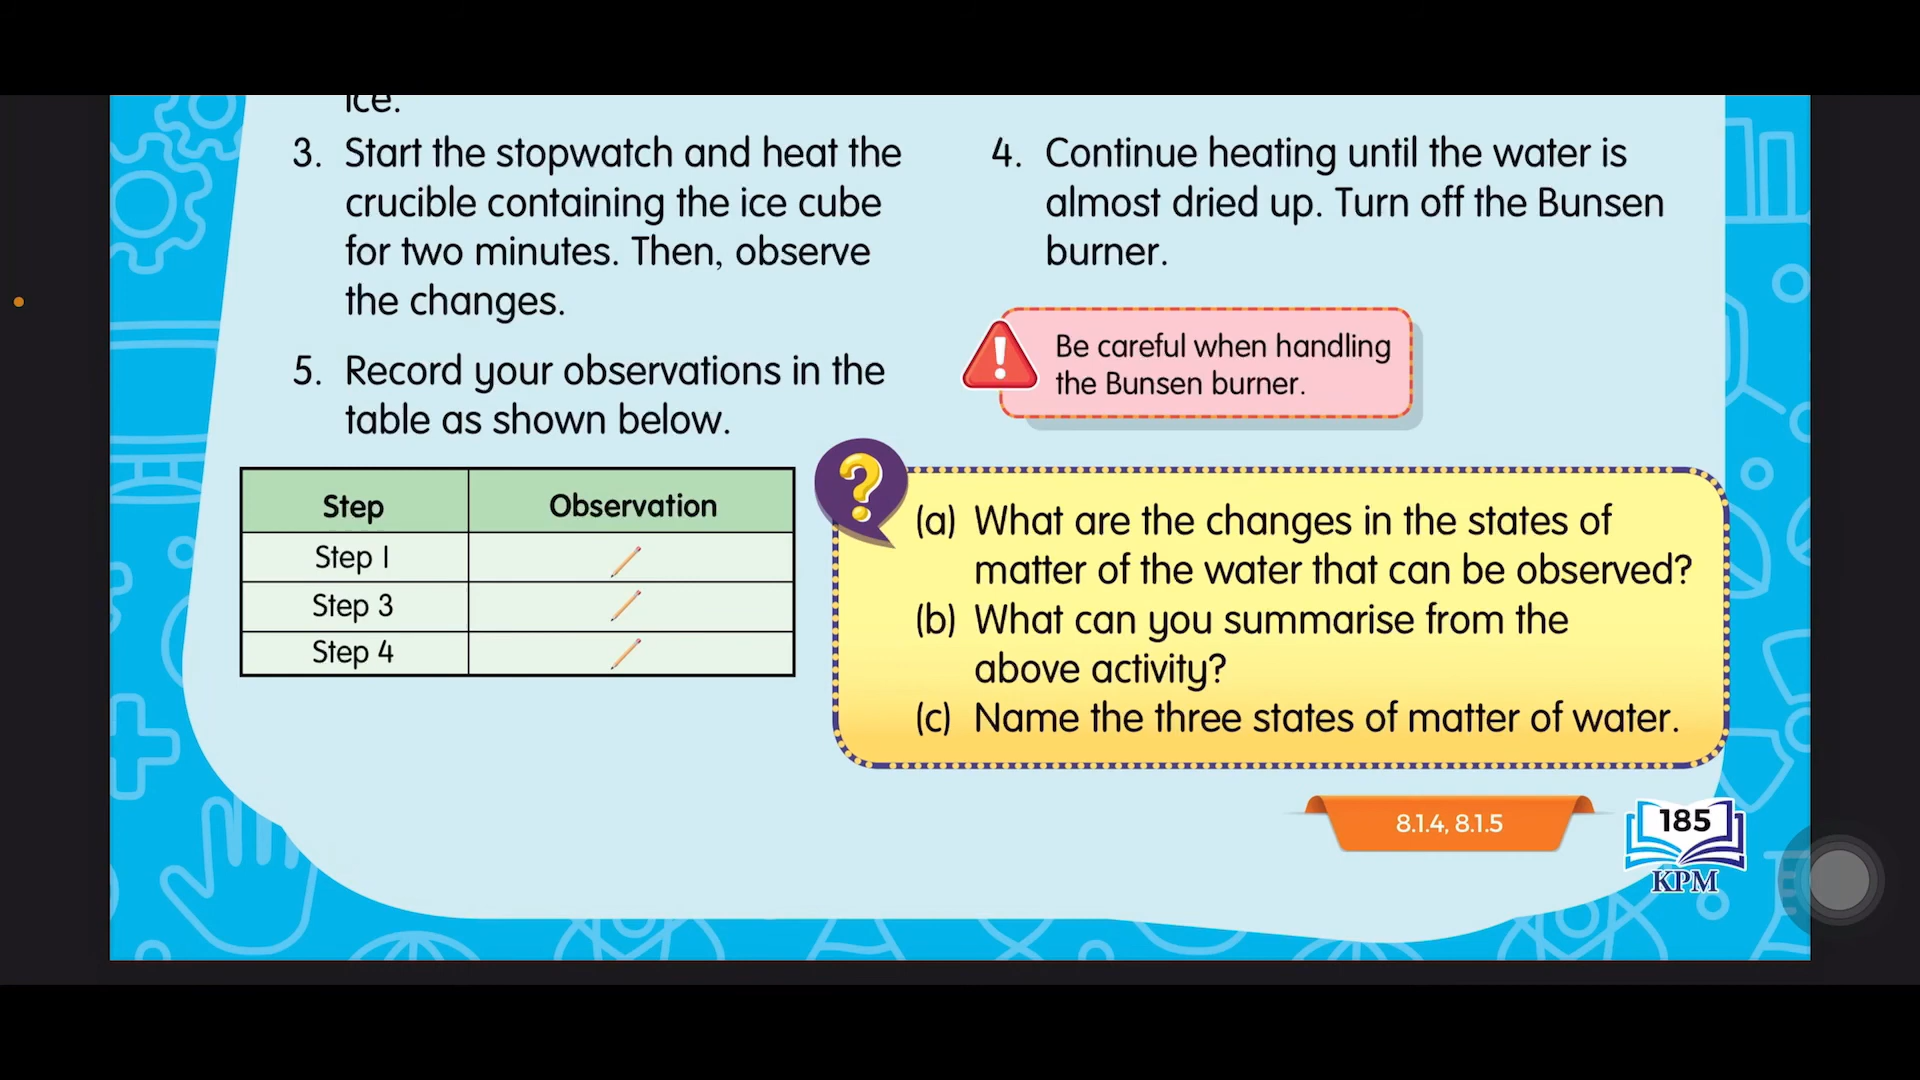 ice.
3. Start the stopwatch and heat the
crucible containing the ice cube
for two minutes. Then, observe
the changes.
4. Continue heating until the water is
almost dried up. Turn off the Bunsen
burner.
Be careful when handling
the Bunsen burner.
5. Record your observations in the
table as shown below.
Step Observation
Step 1
Step 3
Step 4
(a) What are the changes in the states of
matter of the water that can be observed?
(b) What can you summarise from the
above activity?
(c) Name the three states of matter of water.
8.1.4, 8.1.5
185
KPM